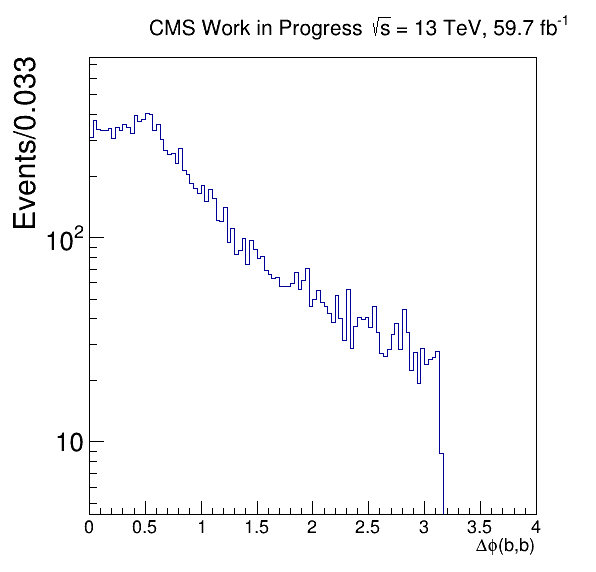 CMS Work in Progress √s = 13 TeV, 59.7 fb⁻¹
Events/0.033
10²
10
0 0.5 1 1.5 2 2.5 3 3.5 4
Δϕ(b,b)